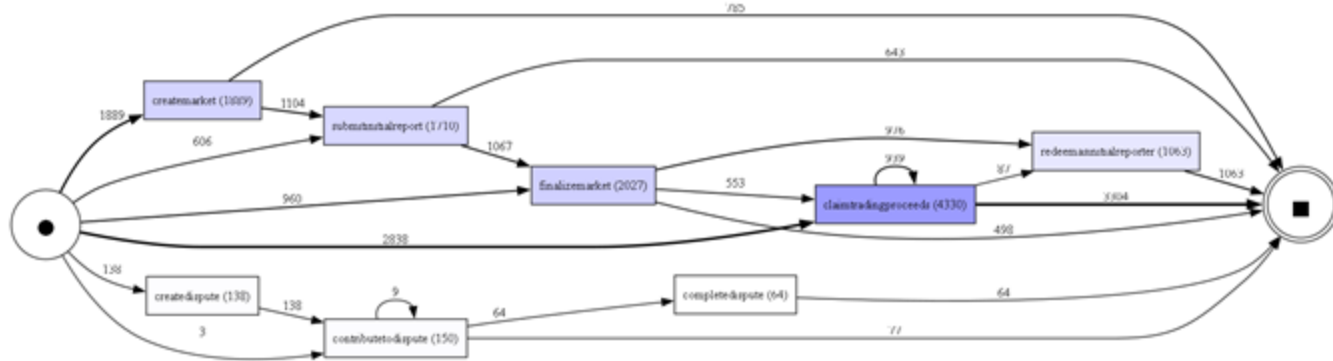 785
643
createmarket (1889)
1889
1104
submitinitialreport (1710)
606
1067
976
redeemasinitialreporter (1063)
939
87
1063
finalizemarket (2027)
553
960
claimtradingproceeds (4330)
3304
498
2838
138
createdispute (138)
138
9
64
completedispute (64)
64
3
contributetodispute (150)
77